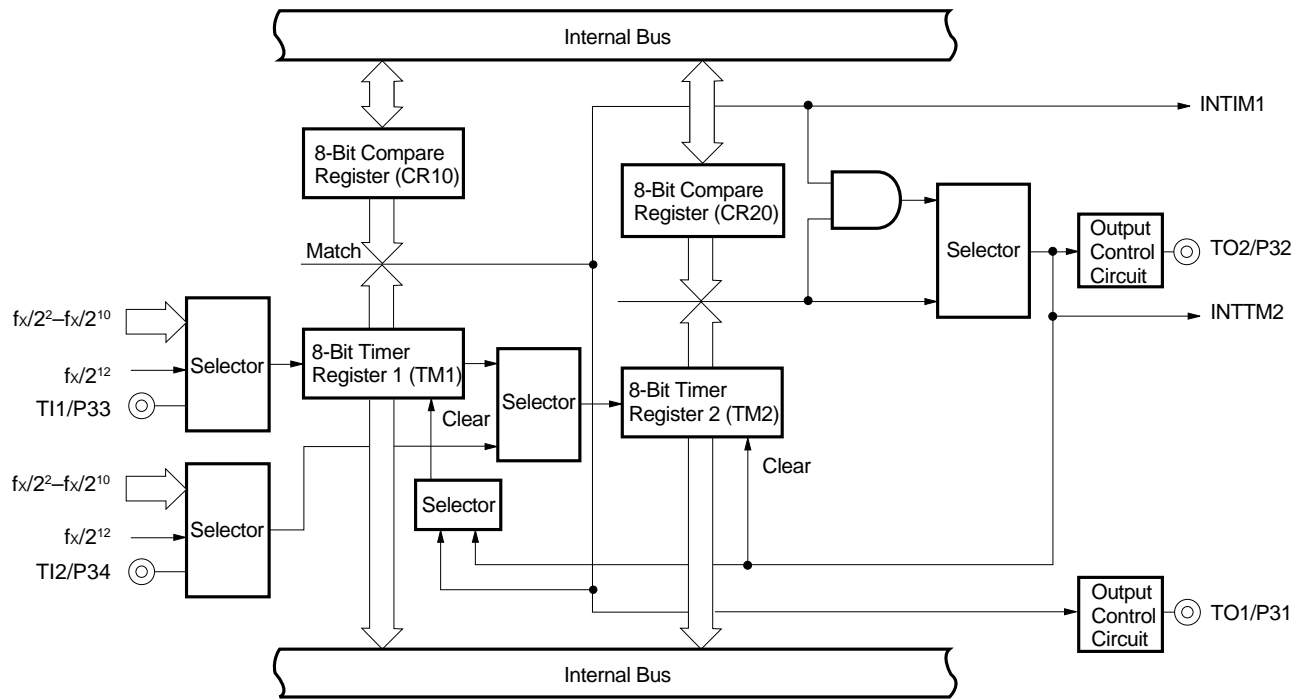 Internal Bus
INTIM1
8-Bit Compare
Register (CR10)
8-Bit Compare
Register (CR20)
Selector
Output
Control
Circuit
TO2/P32
Match
INTTM2
fX/2²–fX/2¹⁰
fX/2¹²
TI1/P33
Selector
8-Bit Timer
Register 1 (TM1)
Selector
8-Bit Timer
Register 2 (TM2)
Clear
Clear
fX/2²–fX/2¹⁰
fX/2¹²
TI2/P34
Selector
Selector
Output
Control
Circuit
TO1/P31
Internal Bus